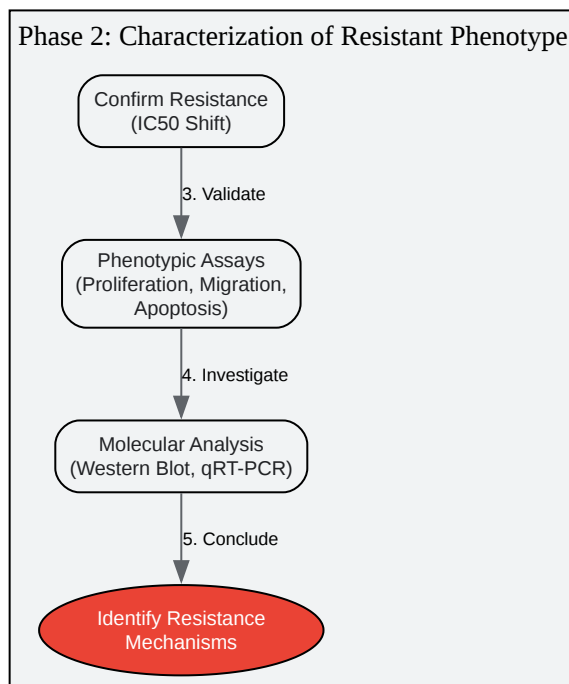 Phase 2: Characterization of Resistant Phenotype
Confirm Resistance
(IC50 Shift)
3. Validate
Phenotypic Assays
(Proliferation, Migration,
Apoptosis)
4. Investigate
Molecular Analysis
(Western Blot, qRT-PCR)
5. Conclude
Identify Resistance
Mechanisms